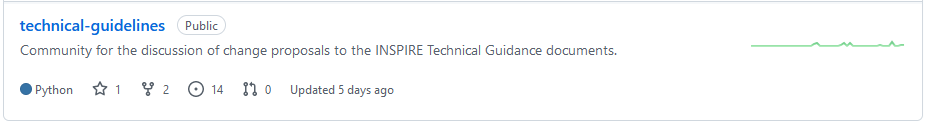 technical-guidelines Public
Community for the discussion of change proposals to the INSPIRE Technical Guidance documents.
Python 1 2 14 0 Updated 5 days ago